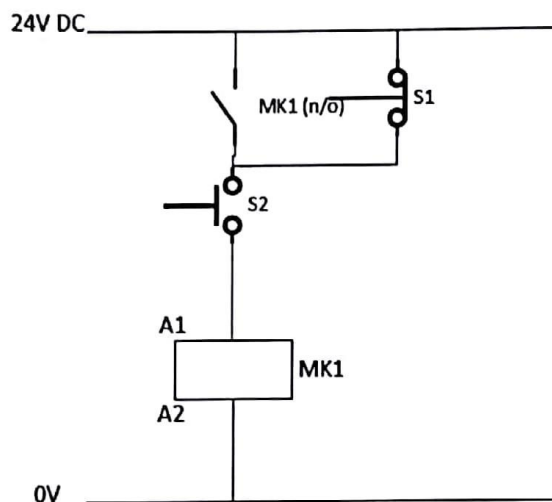 24V DC
MK1 (n/o)
S1
S2
A1
MK1
A2
0V